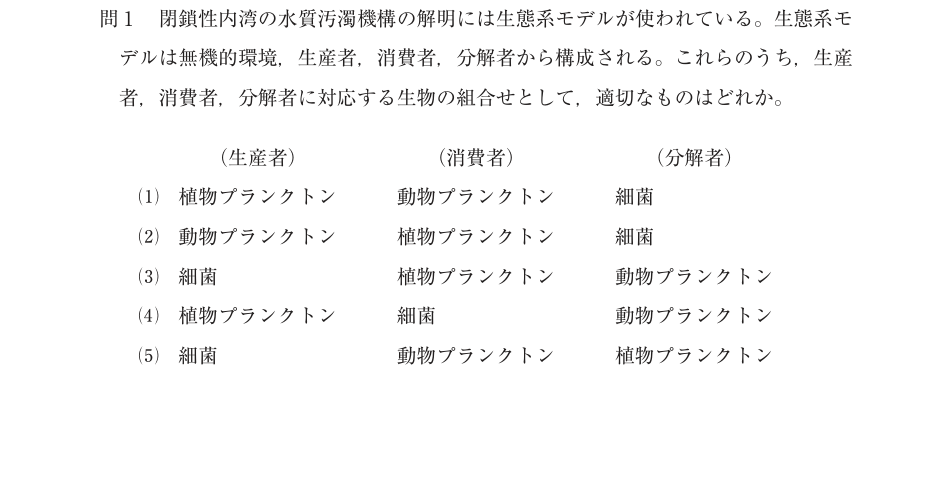 問1　閉鎖性内湾の水質汚濁機構の解明には生態系モデルが使われている。生態系モ
デルは無機的環境，生産者，消費者，分解者から構成される。これらのうち，生産
者，消費者，分解者に対応する生物の組合せとして，適切なものはどれか。
（生産者）　（消費者）　（分解者）
⑴　植物プランクトン　動物プランクトン　細菌
⑵　動物プランクトン　植物プランクトン　細菌
⑶　細菌　植物プランクトン　動物プランクトン
⑷　植物プランクトン　細菌　動物プランクトン
⑸　細菌　動物プランクトン　植物プランクトン